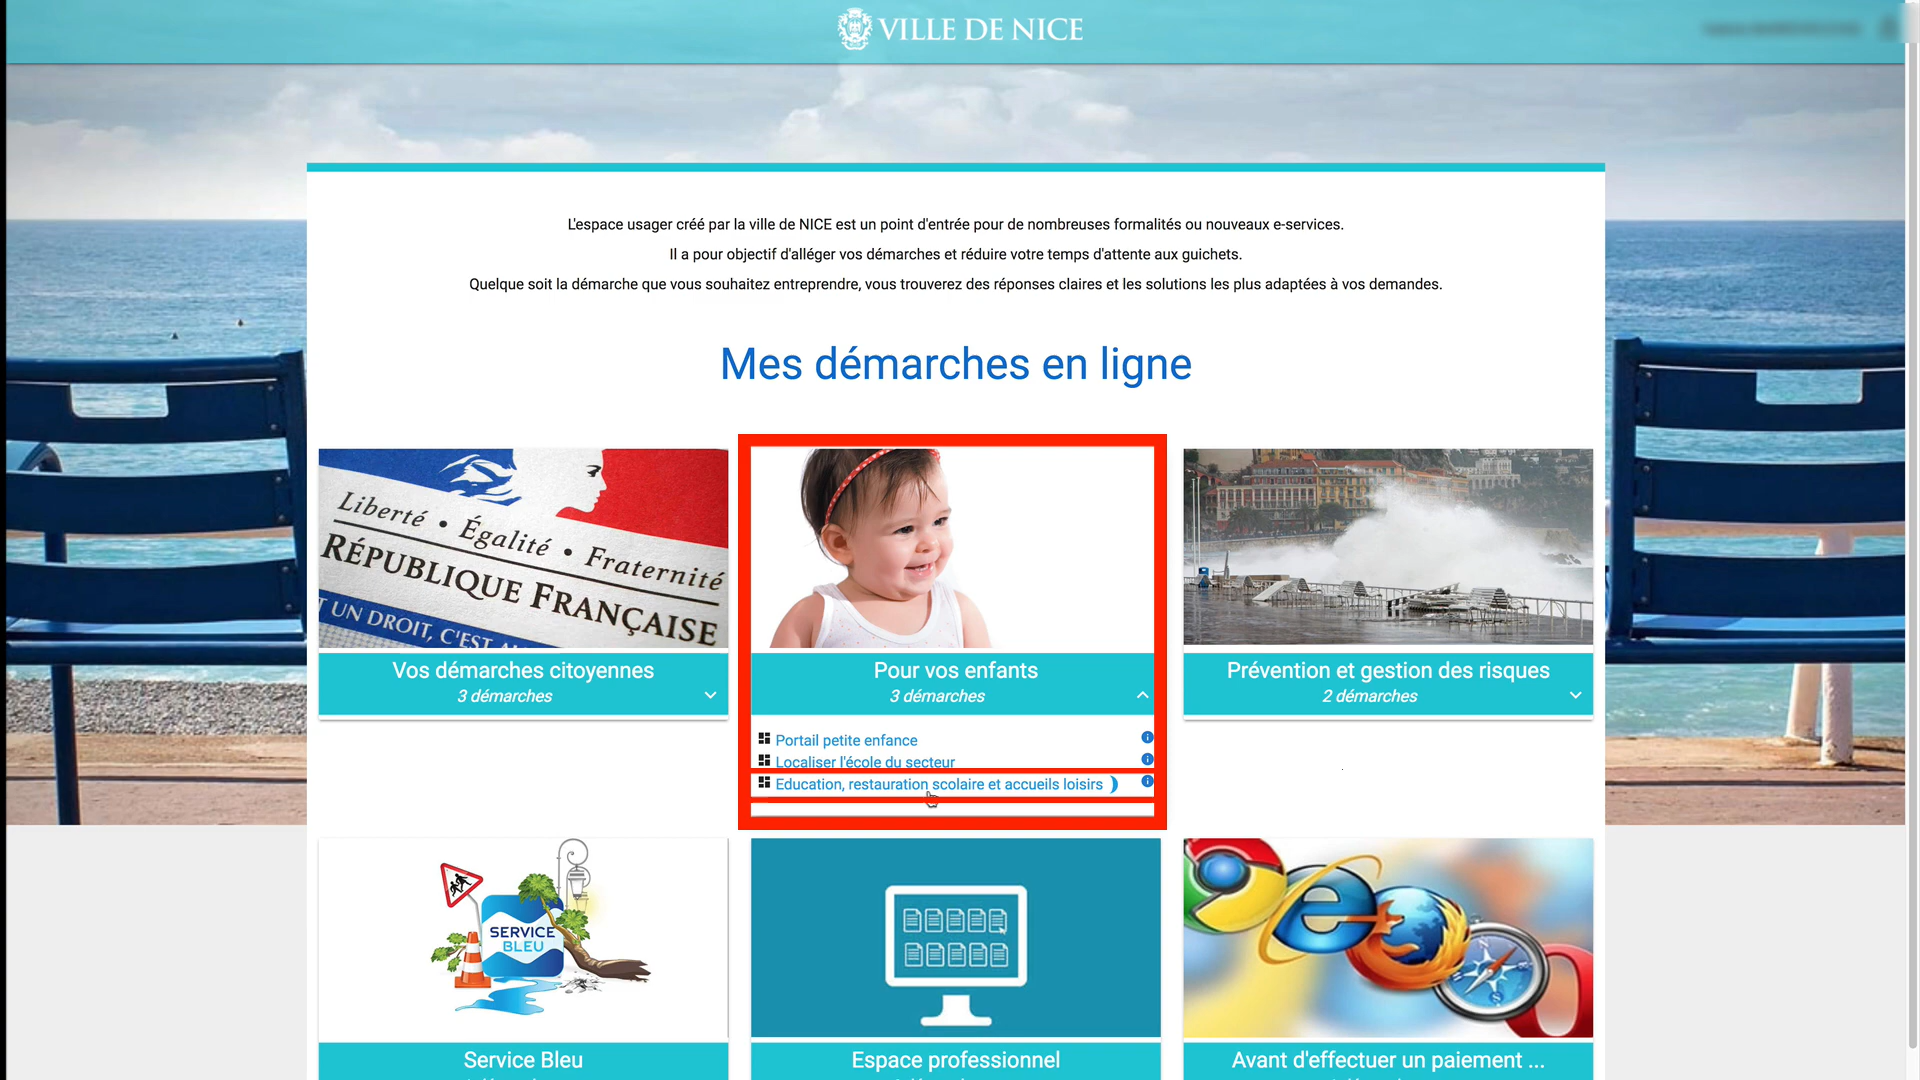 VILLE DE NICE
L'espace usager créé par la ville de NICE est un point d'entrée pour de nombreuses formalités ou nouveaux e-services.
Il a pour objectif d'alléger vos démarches et réduire votre temps d'attente aux guichets.
Quelque soit la démarche que vous souhaitez entreprendre, vous trouverez des réponses claires et les solutions les plus adaptées à vos demandes.
Mes démarches en ligne
Liberté • Égalité • Fraternité
RÉPUBLIQUE FRANÇAISE
UN DROIT, C'EST
Vos démarches citoyennes
3 démarches
Pour vos enfants
3 démarches
Portail petite enfance
Localiser l'école du secteur
Education, restauration scolaire et accueils loisirs
Prévention et gestion des risques
2 démarches
SERVICE
BLEU
Service Bleu
Espace professionnel
N
S
Avant d'effectuer un paiement ...